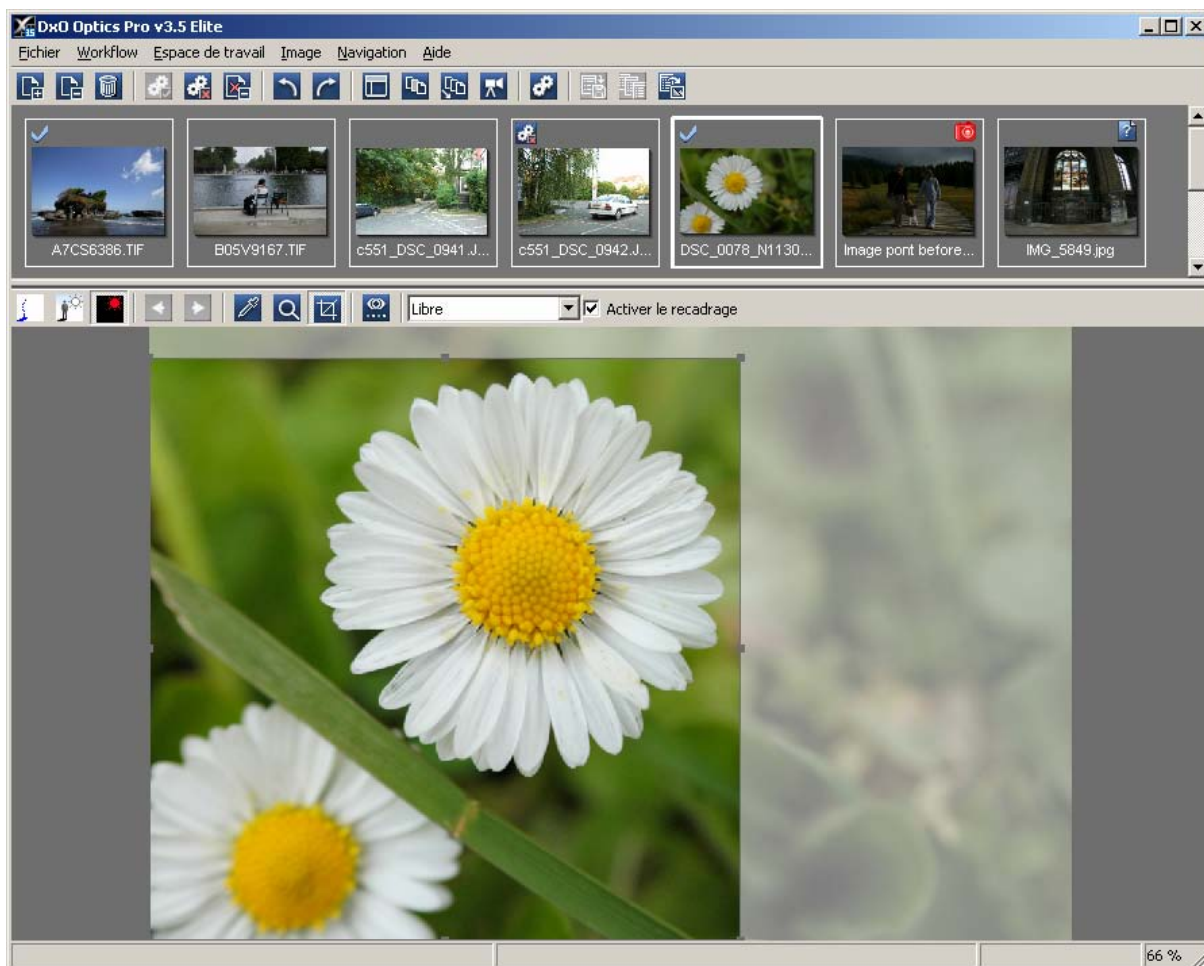 DxO Optics Pro v3.5 Elite
Fichier Workflow Espace de travail Image Navigation Aide
A7CS6386.TIF B05V9167.TIF c551_DSC_0941.J... c551_DSC_0942.J... DSC_0078_N1130... Image pont before... IMG_5849.jpg
Libre Activer le recadrage
66 %